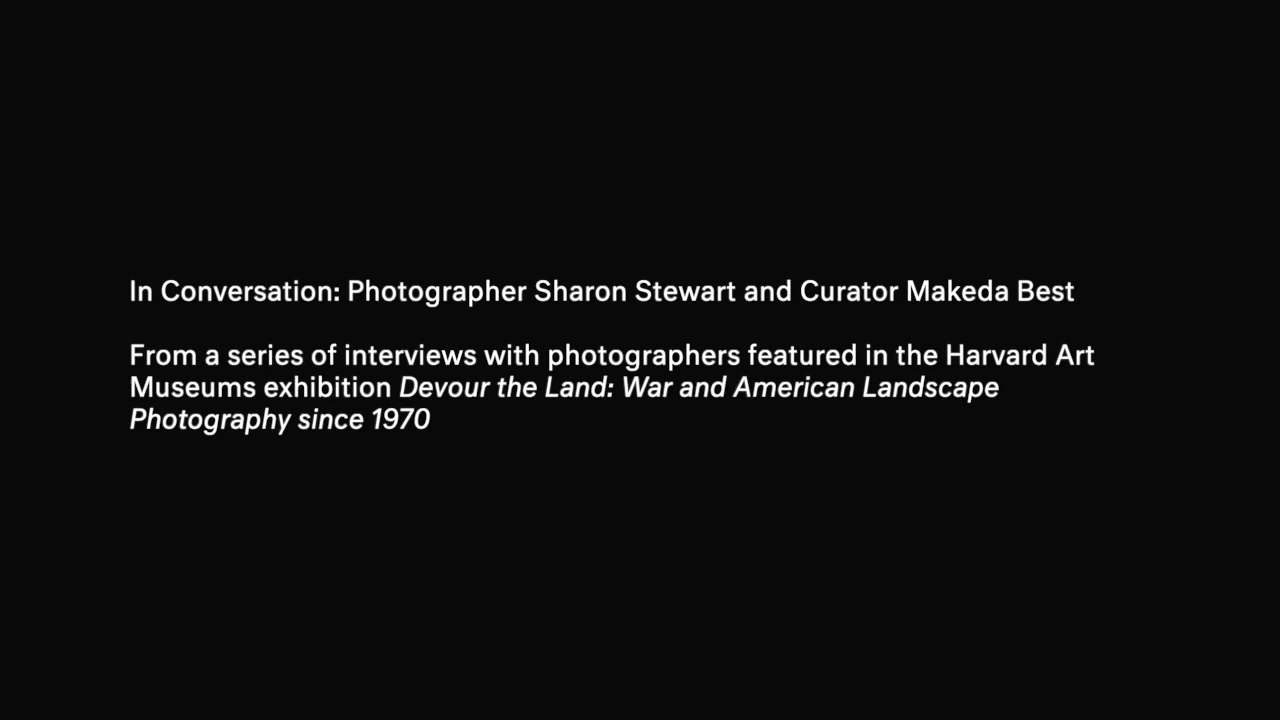 In Conversation: Photographer Sharon Stewart and Curator Makeda Best
From a series of interviews with photographers featured in the Harvard Art
Museums exhibition Devour the Land: War and American Landscape
Photography since 1970